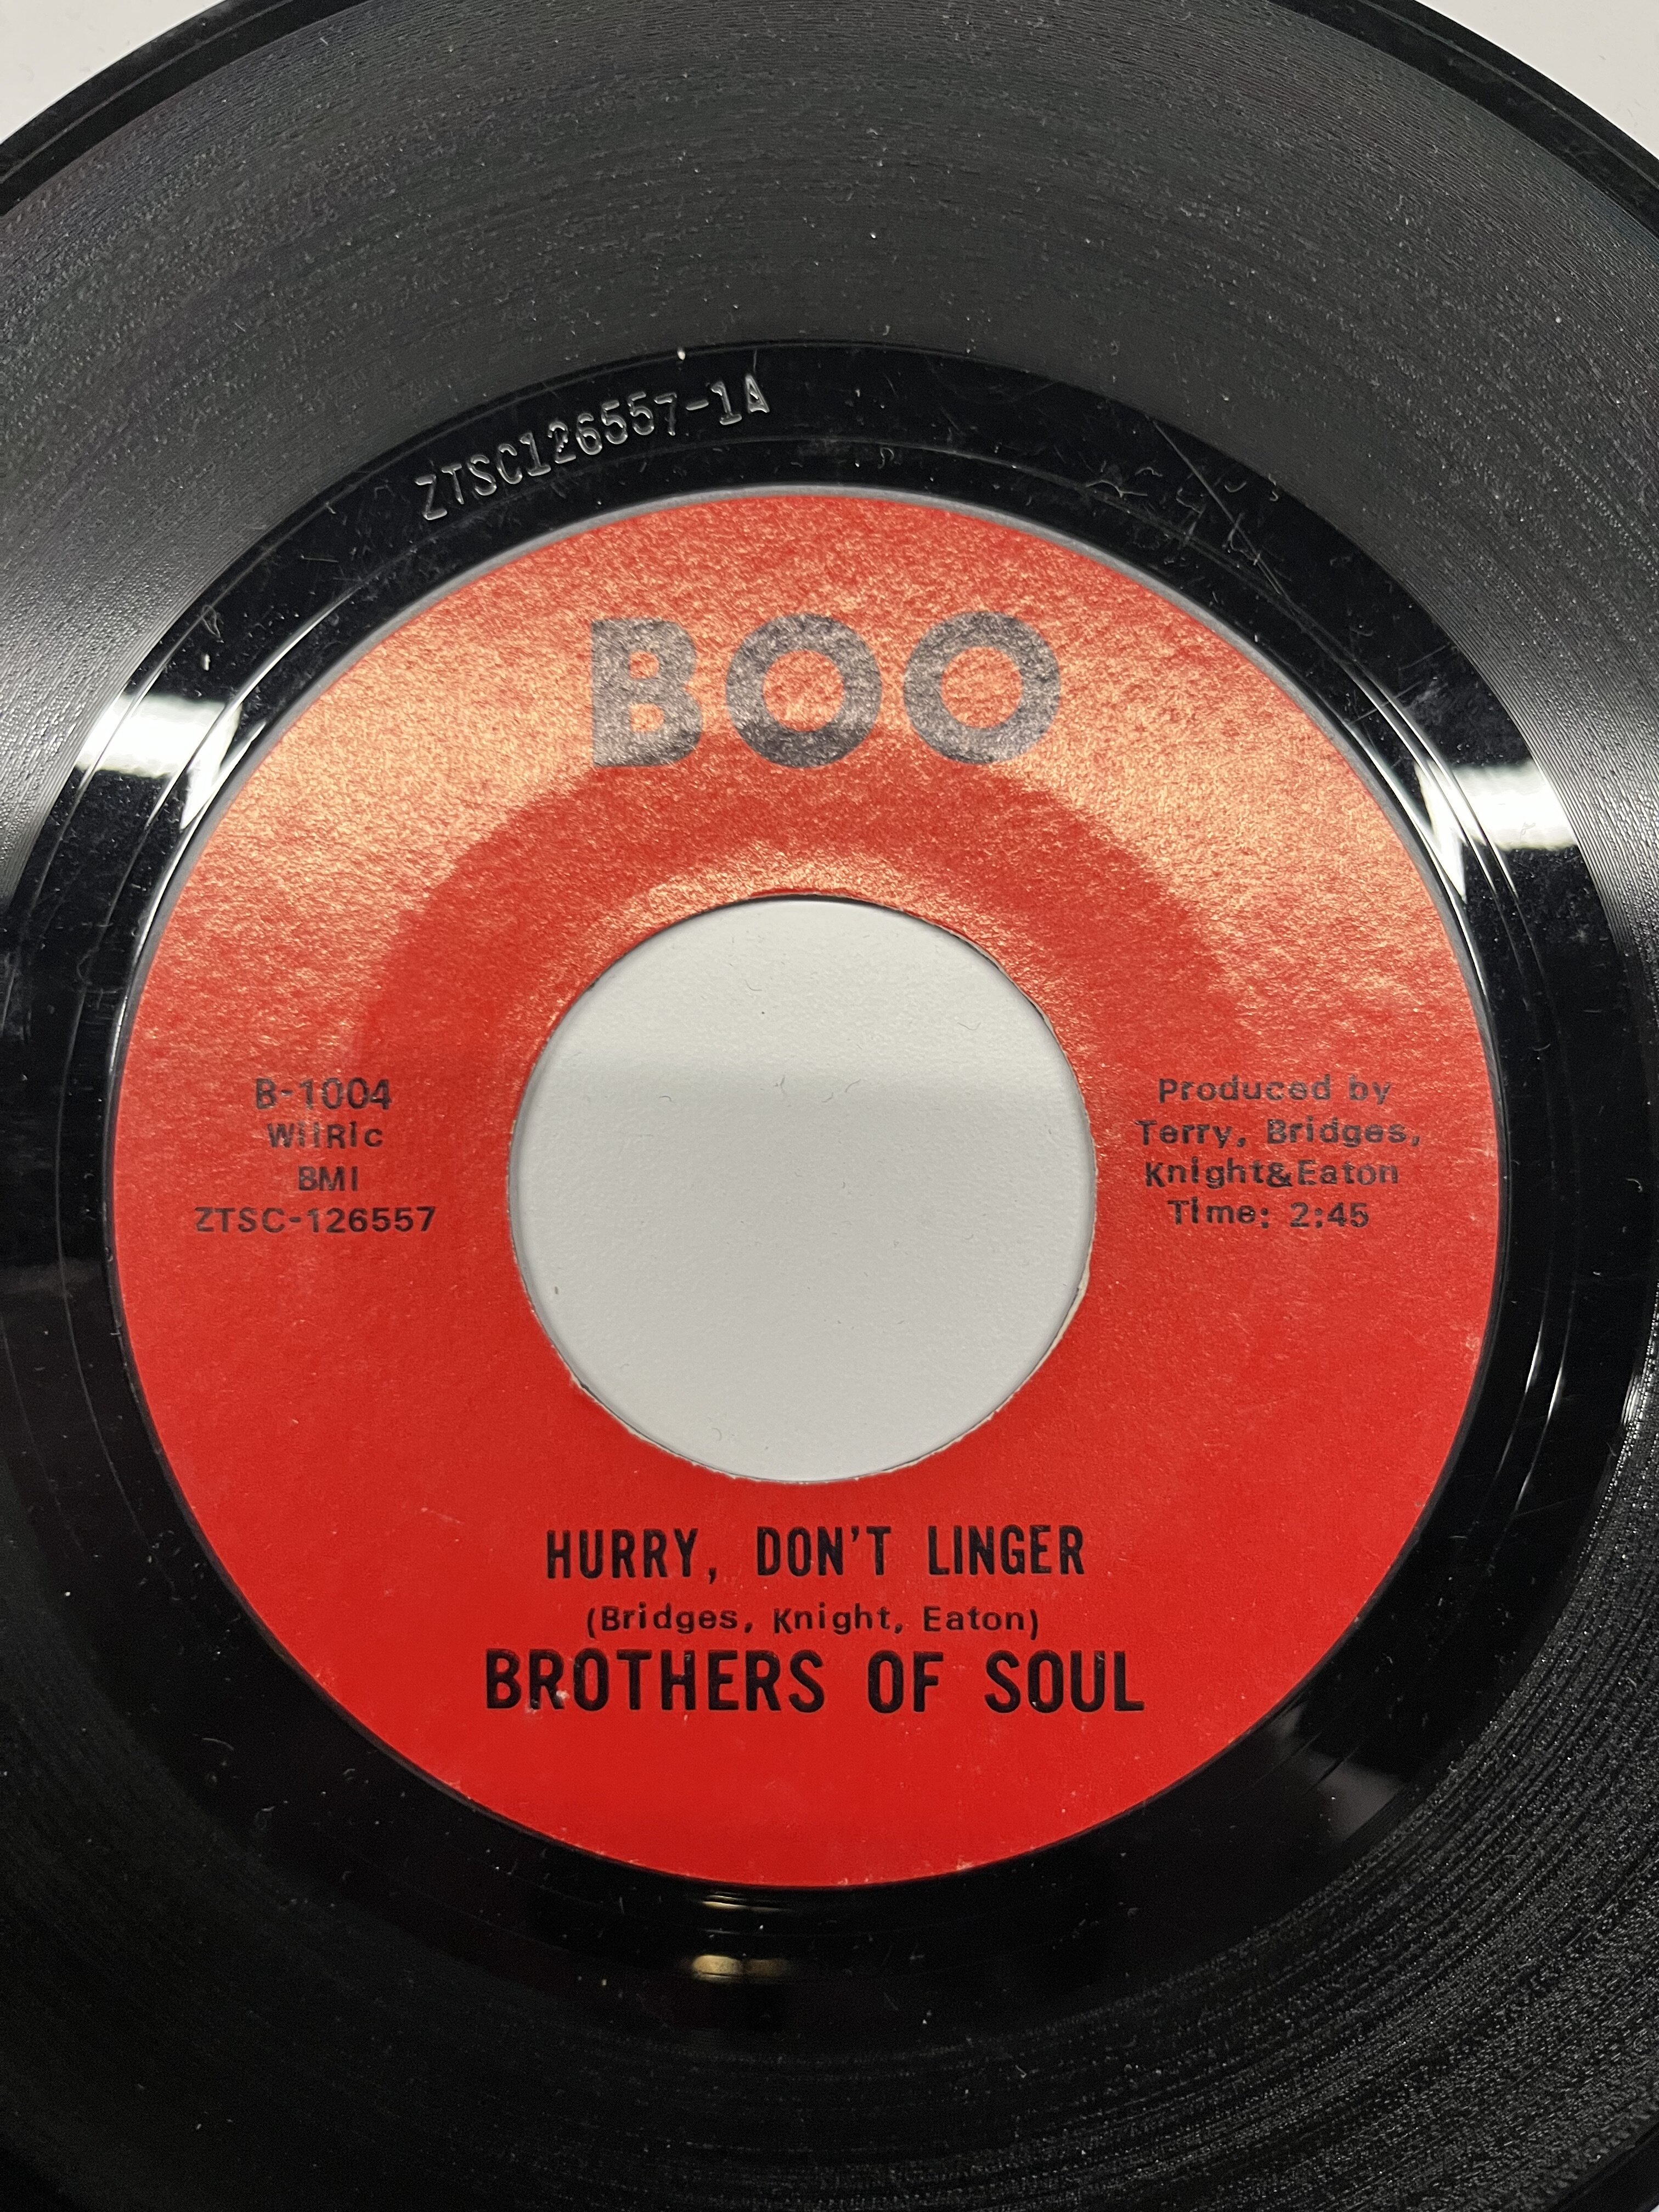 ZTSC126557-1A
BOO
B-1004
WilRic
BMI
ZTSC-126557
Produced by
Terry, Bridges,
Knight&Eaton
Time: 2:45
HURRY, DON'T LINGER
(Bridges, Knight, Eaton)
BROTHERS OF SOUL